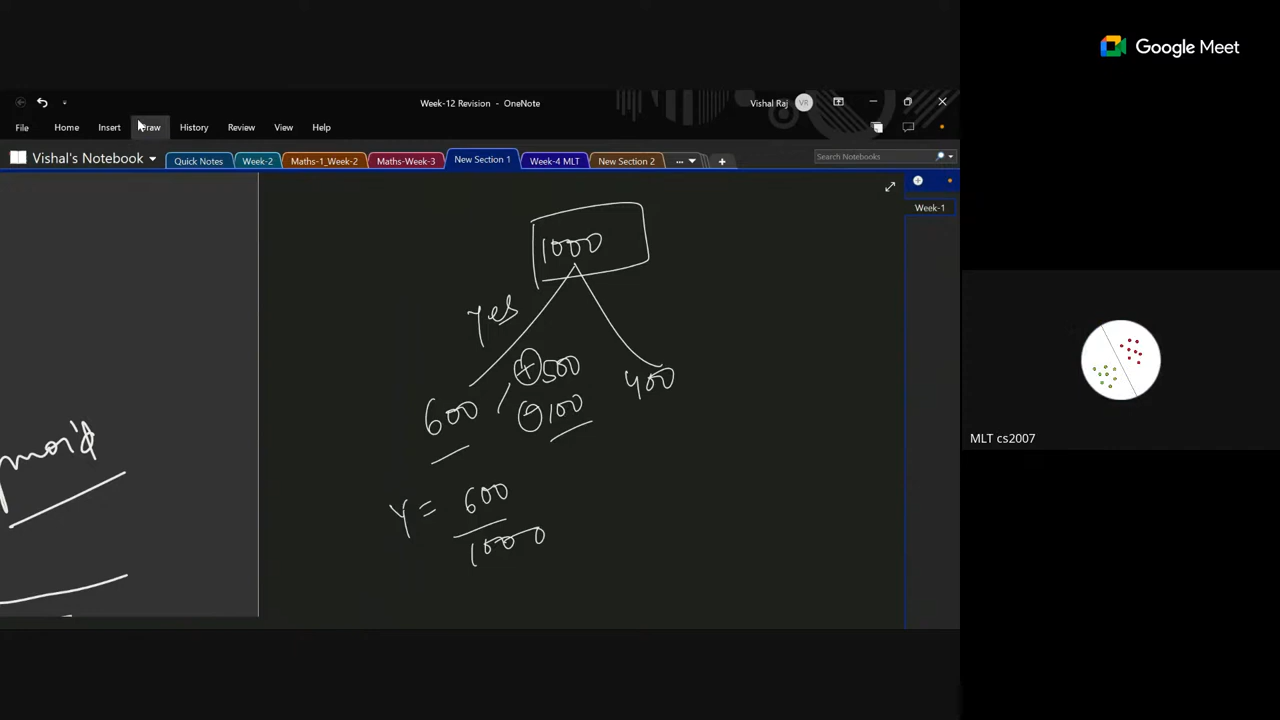 Google Meet
Week-12 Revision - OneNote
Vishal Raj
VR
File Home Insert Draw History Review View Help
Vishal's Notebook
Quick Notes Week-2 Maths-1_Week-2 Maths-Week-3 New Section 1 Week-4 MLT New Section 2 ...
Search Notebooks
Week-1
1000
Yes
+ 500
600 / - 100
400
γ = 600
1000
MLT cs2007